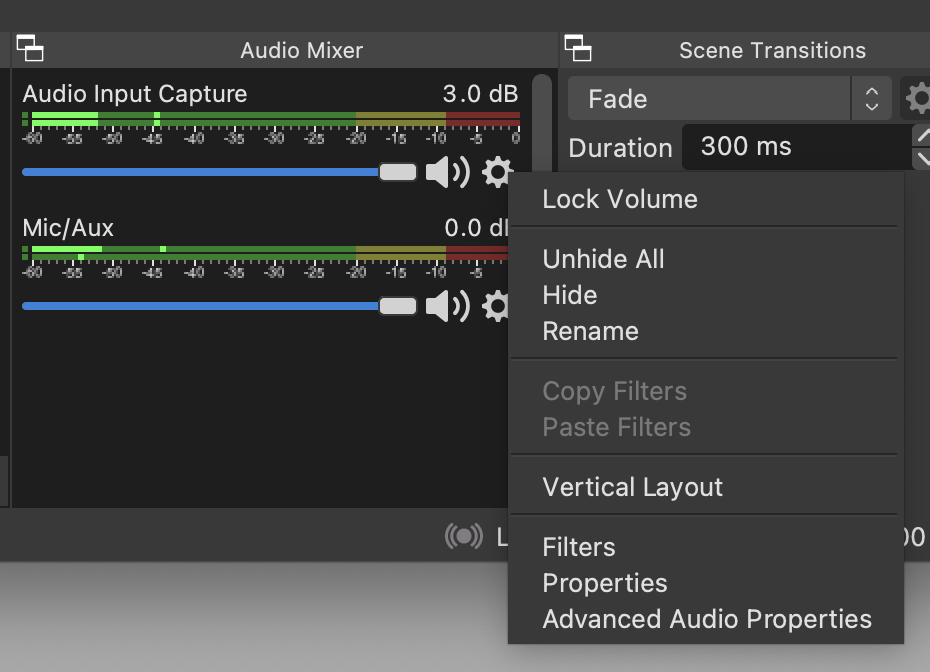 Audio Mixer
Scene Transitions
Audio Input Capture 3.0 dB
-60 -55 -50 -45 -40 -35 -30 -25 -20 -15 -10 -5 0
Fade
Duration 300 ms
Mic/Aux 0.0 d
-60 -55 -50 -45 -40 -35 -30 -25 -20 -15 -10 -5
Lock Volume
Unhide All
Hide
Rename
Copy Filters
Paste Filters
Vertical Layout
L
00
Filters
Properties
Advanced Audio Properties